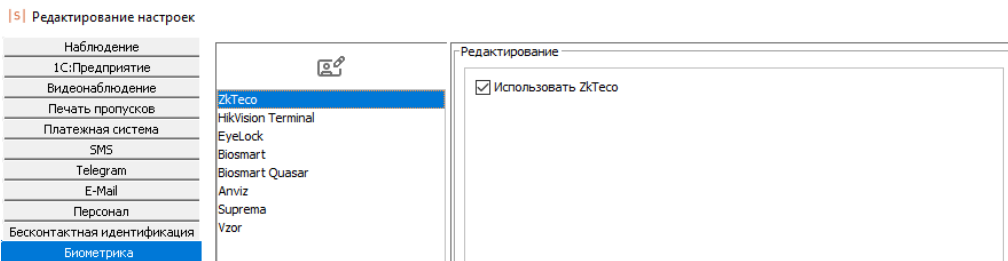 |S| Редактирование настроек
Наблюдение
1С:Предприятие
Видеонаблюдение
Печать пропусков
Платежная система
SMS
Telegram
E-Mail
Персонал
Бесконтактная идентификация
Биометрика
ZkTeco
HikVision Terminal
EyeLock
Biosmart
Biosmart Quasar
Anviz
Suprema
Vzor
Редактирование
Использовать ZkTeco